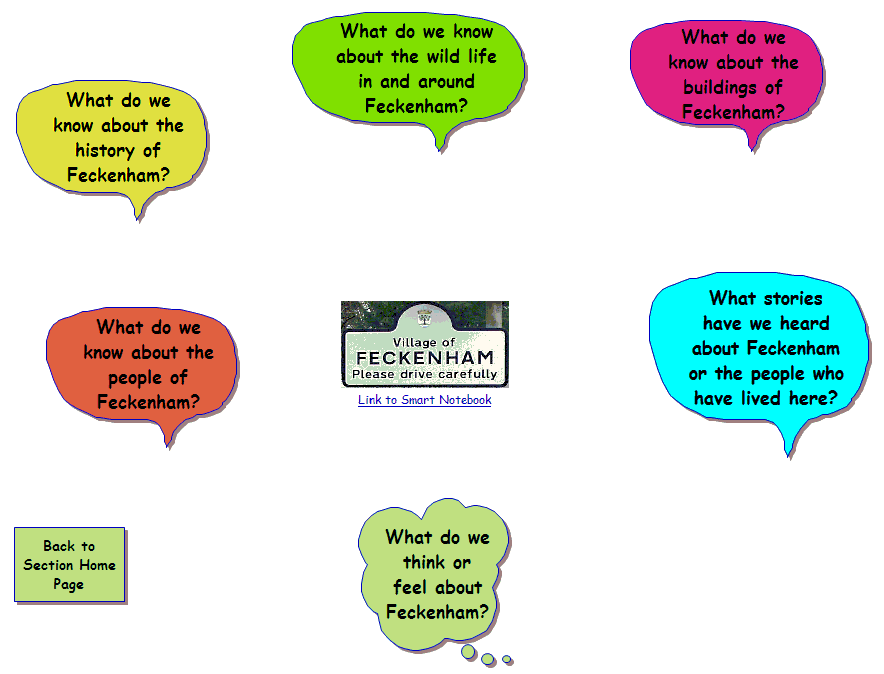 What do we know
about the wild life
in and around
Feckenham?
What do we
know about the
buildings of
Feckenham?
What do we
know about the
history of
Feckenham?
What do we
know about the
people of
Feckenham?
Village of
FECKENHAM
Please drive carefully
Link to Smart Notebook
What stories
have we heard
about Feckenham
or the people who
have lived here?
Back to
Section Home
Page
What do we
think or
feel about
Feckenham?